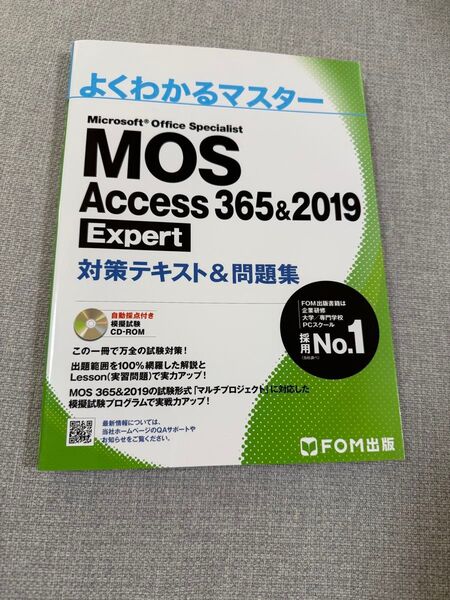 よくわかるマスター
Microsoft® Office Specialist
MOS
Access 365&2019
Expert
対策テキスト&問題集
自動採点付き
模擬試験
CD-ROM
FOM出版書籍は
企業研修
大学／専門学校
PCスクール
採用No.1
この一冊で万全の試験対策！
出題範囲を100%網羅した解説と
Lesson(実習問題)で実力アップ！
MOS 365&2019の試験形式「マルチプロジェクト」に対応した
模擬試験プログラムで実戦力アップ！
最新情報については、
当社ホームページのQAサポートや
お知らせをご覧ください。
FOM出版